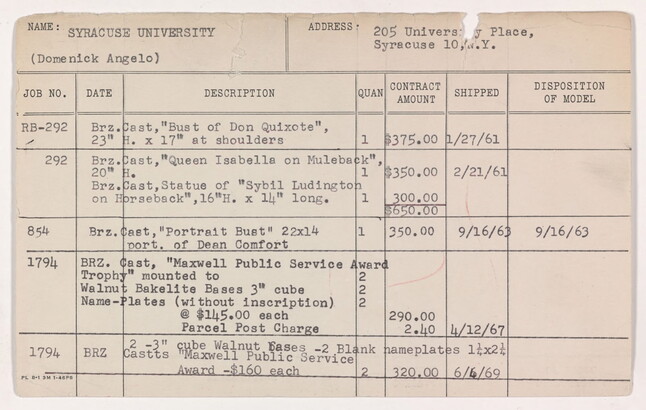 NAME: SYRACUSE UNIVERSITY
(Domenick Angelo)
ADDRESS: 205 University Place,
Syracuse 10, N.Y.
JOB NO. DATE DESCRIPTION QUAN CONTRACT AMOUNT SHIPPED DISPOSITION OF MODEL
RB-292 Brz.Cast,"Bust of Don Quixote",
23" H. x 17" at shoulders 1 $375.00 1/27/61
292 Brz.Cast,"Queen Isabella on Muleback",
20" H. 1 $350.00 2/21/61
Brz.Cast,Statue of "Sybil Ludington
on Horseback",16"H. x 14" long. 1 300.00
$650.00
854 Brz.Cast,"Portrait Bust" 22x14 1 350.00 9/16/63 9/16/63
port. of Dean Comfort
1794 BRZ. Cast, "Maxwell Public Service Award
Trophy" mounted to 2
Walnut Bakelite Bases 3" cube 2
Name-Plates (without inscription) 2
@ $145.00 each 290.00
Parcel Post Charge 2.40 4/12/67
1794 BRZ 2 -3" cube Walnut Bases -2 Blank nameplates 1½x2½
Castts "Maxwell Public Service
Award -$160 each 2 320.00 6/6/69